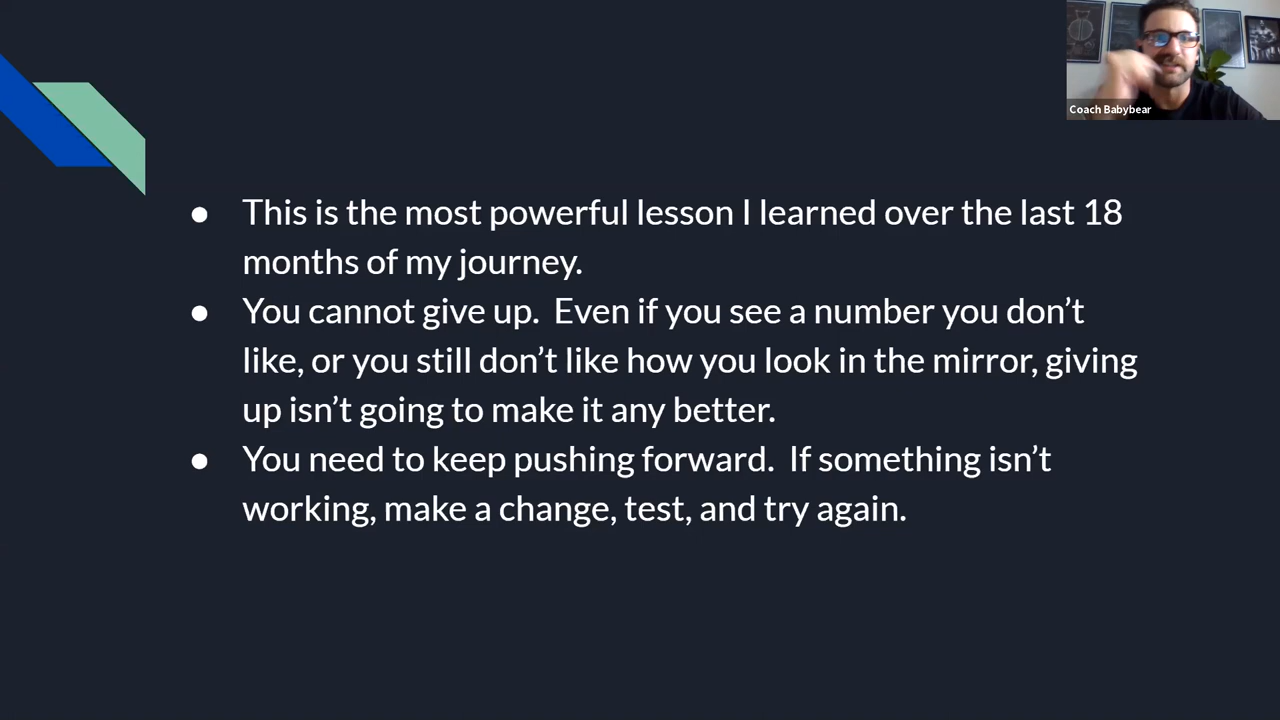 Coach Babybear
● This is the most powerful lesson I learned over the last 18
months of my journey.
● You cannot give up.  Even if you see a number you don’t
like, or you still don’t like how you look in the mirror, giving
up isn’t going to make it any better.
● You need to keep pushing forward.  If something isn’t
working, make a change, test, and try again.